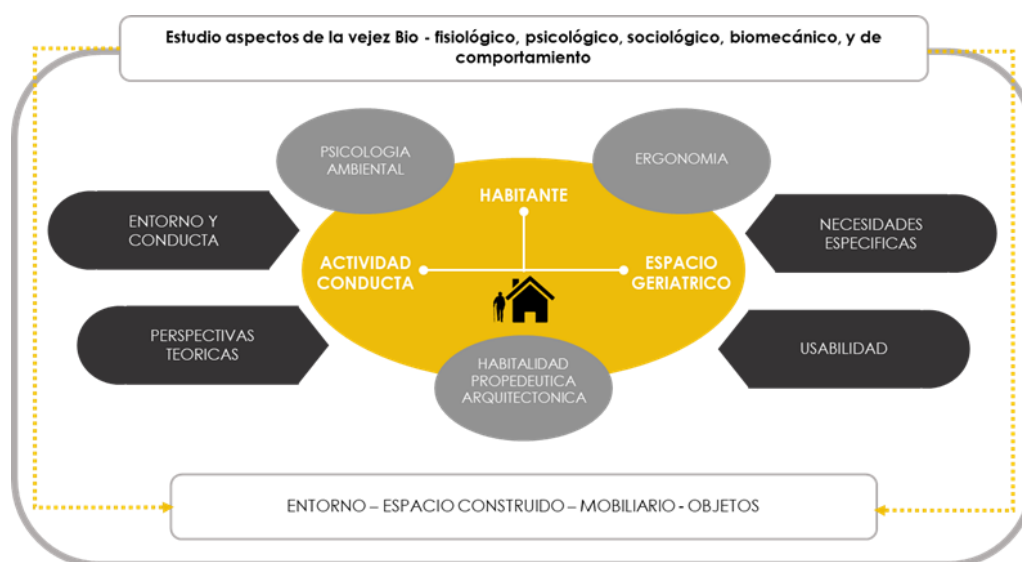 Estudio aspectos de la vejez Bio - fisiológico, psicológico, sociológico, biomecánico, y de
comportamiento
PSICOLOGIA
AMBIENTAL
ERGONOMIA
HABITANTE
ENTORNO Y
CONDUCTA
NECESIDADES
ESPECIFICAS
ACTIVIDAD
CONDUCTA
ESPACIO
GERIATRICO
PERSPECTIVAS
TEORICAS
USABILIDAD
HABITALIDAD
PROPEDEUTICA
ARQUITECTONICA
ENTORNO – ESPACIO CONSTRUIDO – MOBILIARIO - OBJETOS